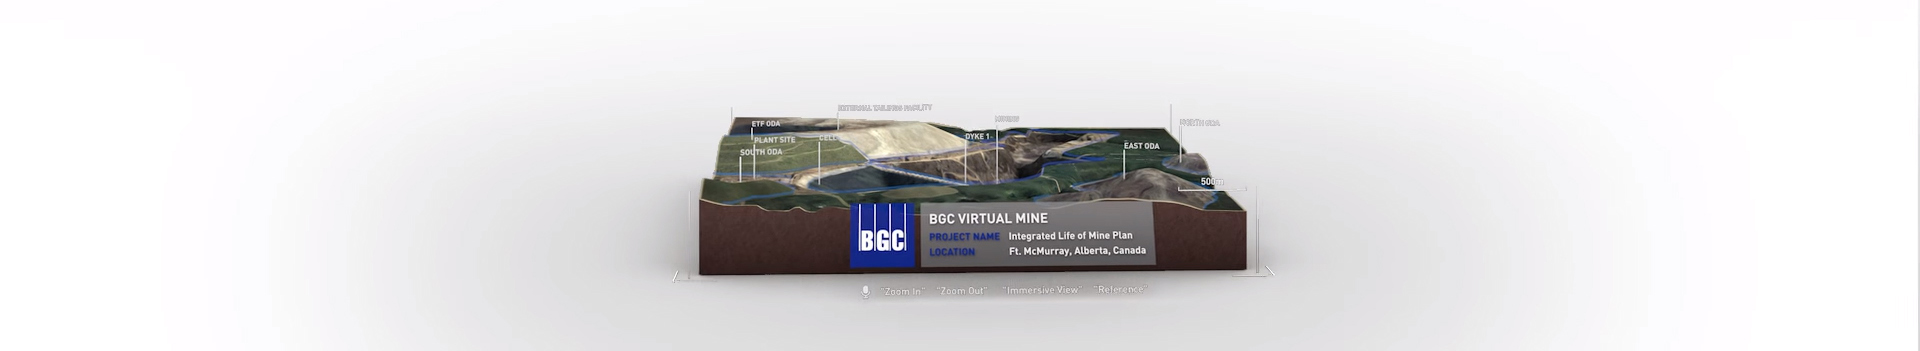 EXTERNAL TAILINGS FACILITY
ETF ODA
PLANT SITE
CELL
SOUTH ODA
DYKE 1
NORTH ODA
EAST ODA
500m
BGC
BGC VIRTUAL MINE
PROJECT NAME Integrated Life of Mine Plan
LOCATION Ft. McMurray, Alberta, Canada
"Zoom In" "Zoom Out" "Immersive View" "Reference"